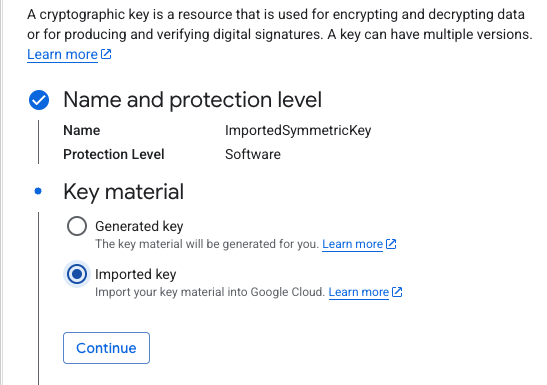 A cryptographic key is a resource that is used for encrypting and decrypting data
or for producing and verifying digital signatures. A key can have multiple versions.
Learn more
Name and protection level
Name ImportedSymmetricKey
Protection Level Software
Key material
Generated key
The key material will be generated for you. Learn more
Imported key
Import your key material into Google Cloud. Learn more
Continue